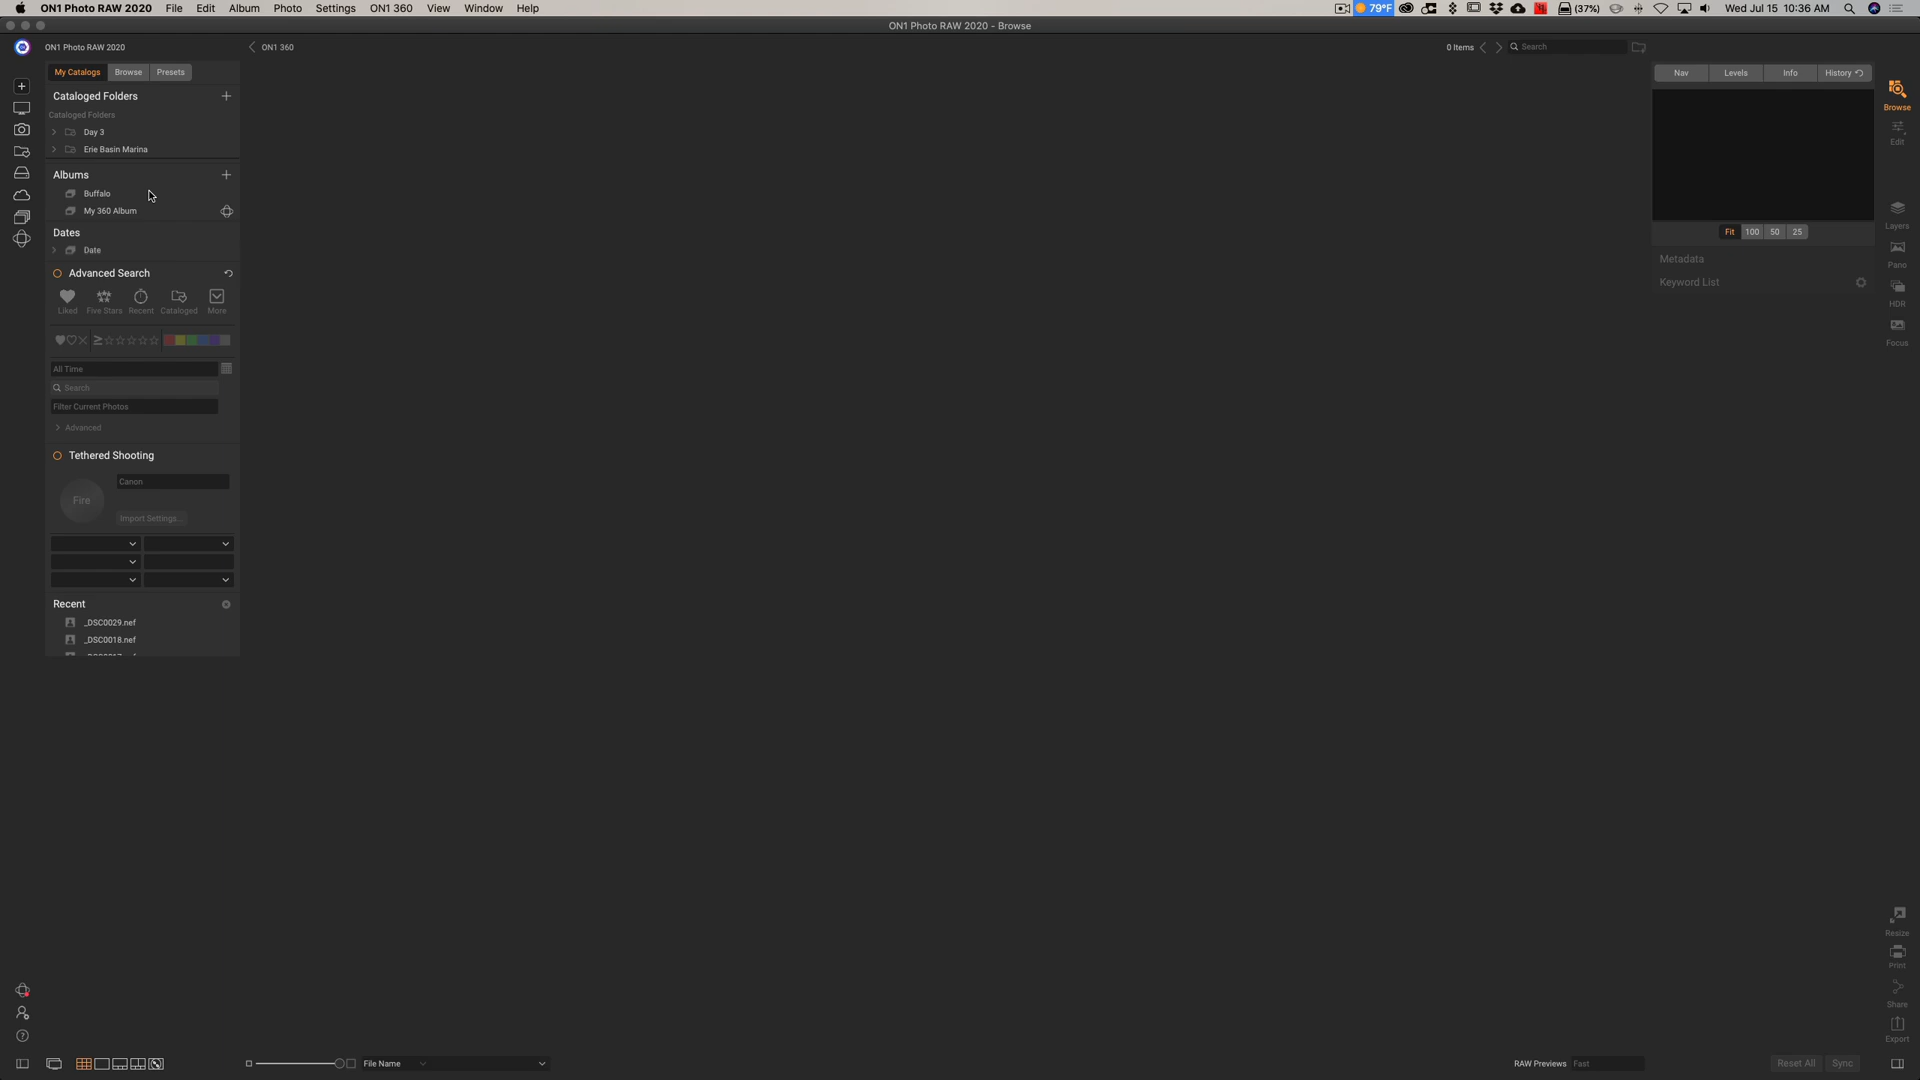 ON1 Photo RAW 2020 File Edit Album Photo Settings ON1 360 View Window Help 79°F (37%) Wed Jul 15 10:36 AM
ON1 Photo RAW 2020 - Browse
ON1 Photo RAW 2020 ON1 360 0 Items Search
My Catalogs Browse Presets
Nav Levels Info History
Cataloged Folders
Cataloged Folders
Day 3
Erie Basin Marina
Albums
Buffalo
My 360 Album
Dates
Date
Advanced Search
Liked Five Stars Recent Cataloged More
All Time
Search
Filter Current Photos
Advanced
Tethered Shooting
Canon
Fire
Import Settings...
Recent
_DSC0029.nef
_DSC0018.nef
Fit 100 50 25
Metadata
Keyword List
Browse
Edit
Layers
Pano
HDR
Focus
Resize
Print
Share
Export
File Name
RAW Previews Fast
Reset All Sync